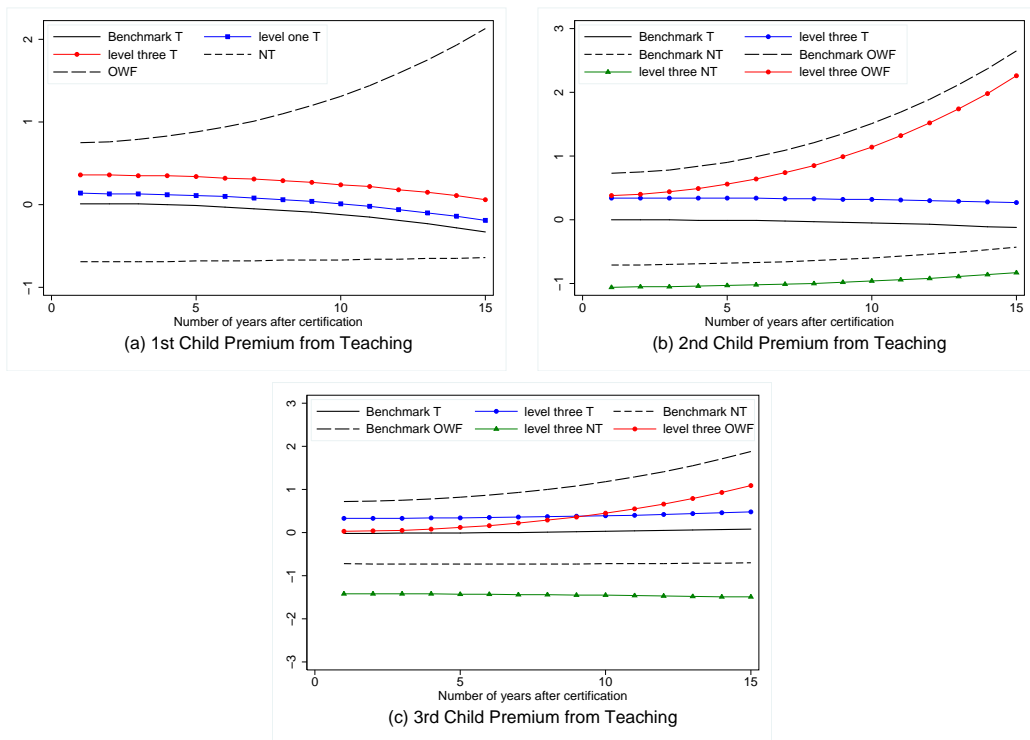 Benchmark T level one T
level three T NT
OWF
2
1
0
−1
0 5 10 15
Number of years after certification
(a) 1st Child Premium from Teaching
Benchmark T level three T
Benchmark NT Benchmark OWF
level three NT level three OWF
3
2
1
0
−1
0 5 10 15
Number of years after certification
(b) 2nd Child Premium from Teaching
Benchmark T level three T Benchmark NT
Benchmark OWF level three NT level three OWF
3
2
1
0
−1
−2
−3
0 5 10 15
Number of years after certification
(c) 3rd Child Premium from Teaching